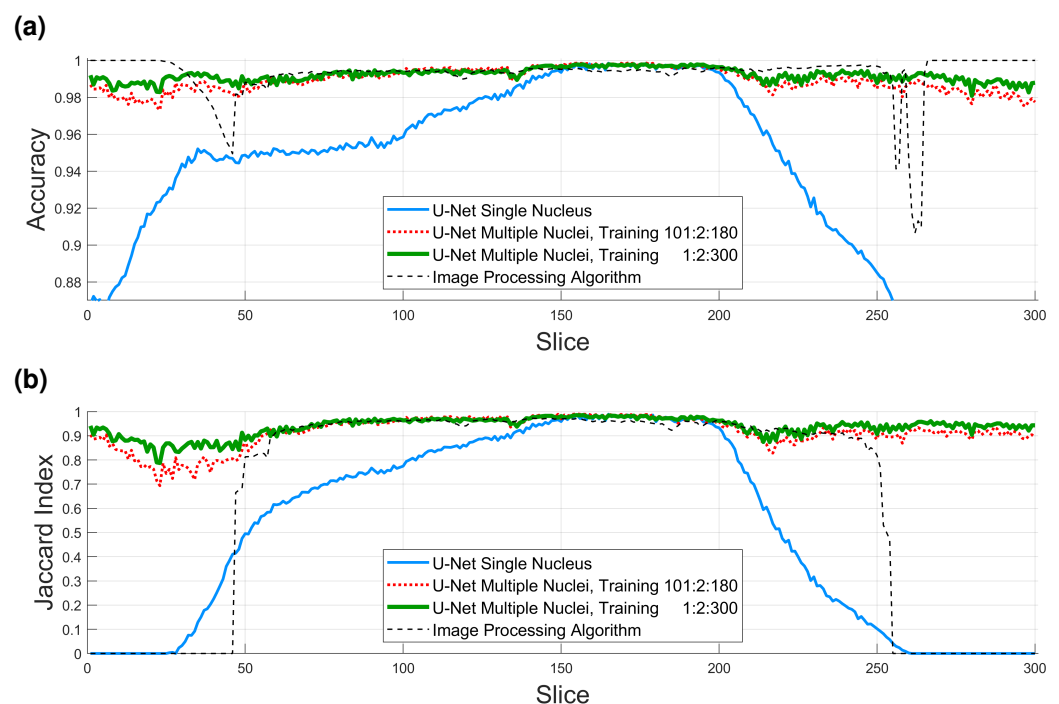 (a)
1
0.98
0.96
0.94
0.92
0.9
0.88
Accuracy
U-Net Single Nucleus
U-Net Multiple Nuclei, Training 101:2:180
U-Net Multiple Nuclei, Training 1:2:300
Image Processing Algorithm
0 50 100 150 200 250 300
Slice
(b)
1
0.9
0.8
0.7
0.6
0.5
0.4
0.3
0.2
0.1
0
Jaccard Index
U-Net Single Nucleus
U-Net Multiple Nuclei, Training 101:2:180
U-Net Multiple Nuclei, Training 1:2:300
Image Processing Algorithm
0 50 100 150 200 250 300
Slice